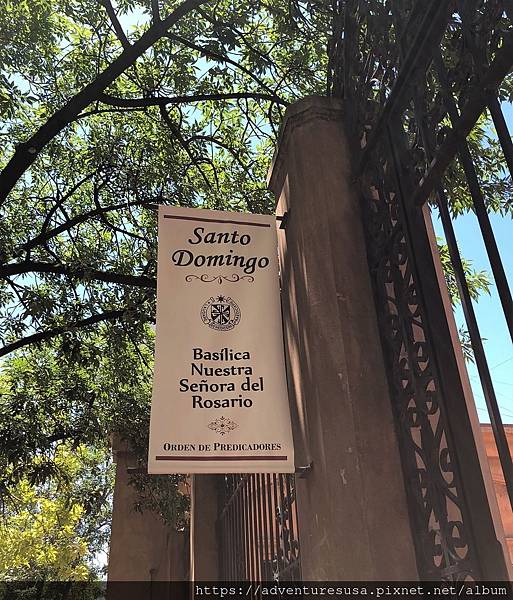 Santo
Domingo
Basílica
Nuestra
Señora del
Rosario
ORDEN DE PREDICADORES
https://adventuresusa.pixnet.net/album